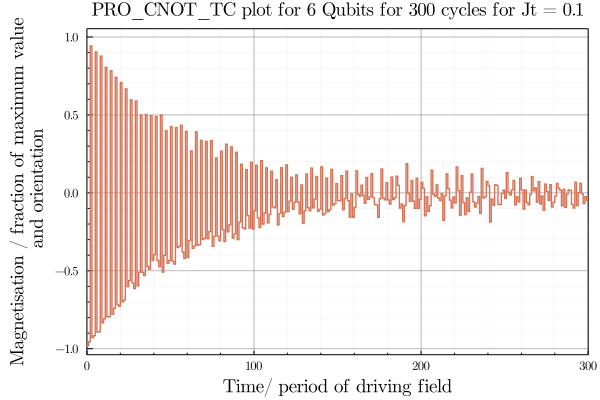 PRO_CNOT_TC plot for 6 Qubits for 300 cycles for Jt = 0.1
Magnetisation / fraction of maximum value
and orientation
1.0
0.5
0.0
−0.5
−1.0
0
100
200
300
Time/ period of driving field